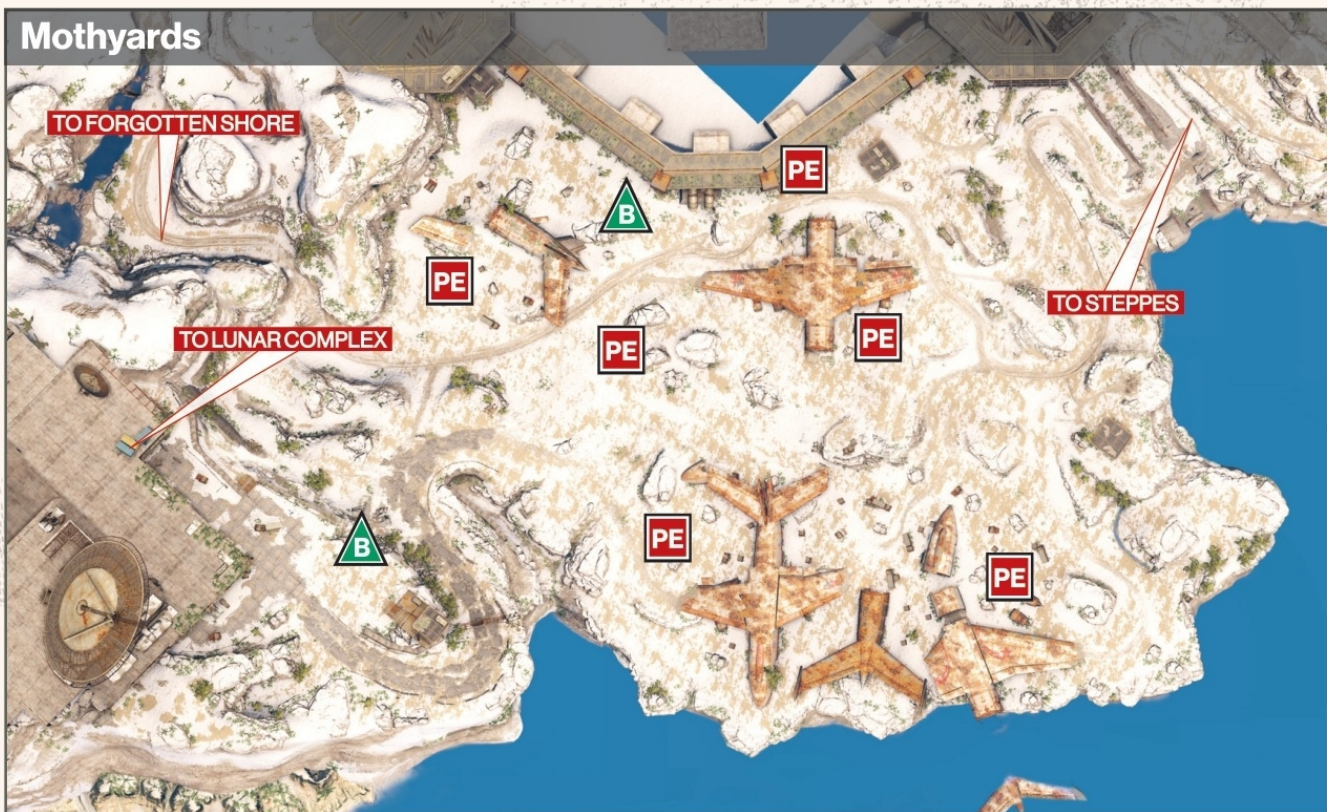 Mothyards
TO FORGOTTEN SHORE
PE
B
PE
TO STEPPES
TO LUNAR COMPLEX
PE
PE
B
PE
PE